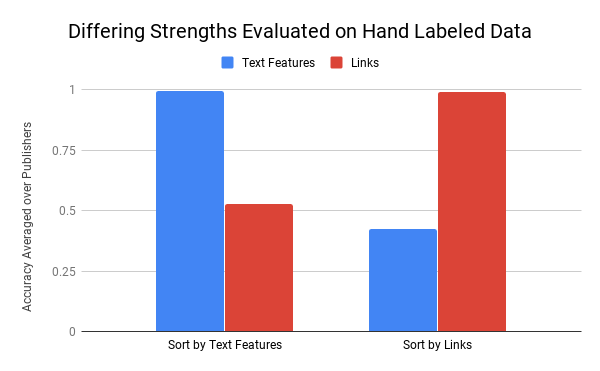 Differing Strengths Evaluated on Hand Labeled Data
Text Features
Links
Accuracy Averaged over Publishers
1
0.75
0.5
0.25
0
Sort by Text Features
Sort by Links